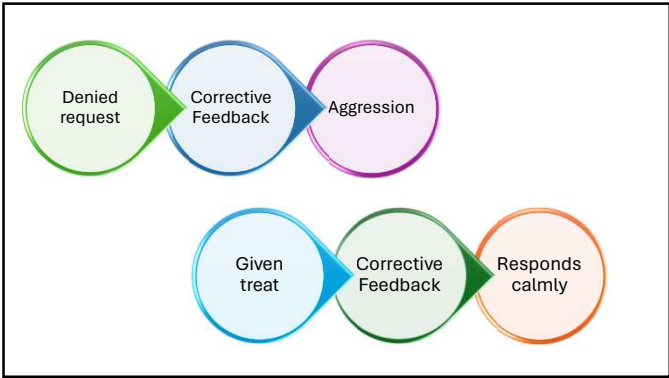 Denied
request
Corrective
Feedback
Aggression
Given
treat
Corrective
Feedback
Responds
calmly